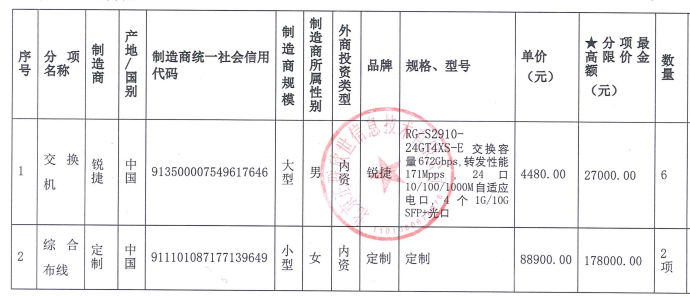 序号 分项名称 制造商 产地/国别 制造商统一社会信用代码 制造商规模 制造商所属性别 外商投资类型 品牌 规格、型号 单价（元） ★分项最高限价金额（元） 数量
1 交换机 锐捷 中国 913500007549617646 大型 男 内资 锐捷 RG-S2910-24GT4XS-E 交换容量672Gbps,转发性能171Mpps，24口10/100/1000M自适应电口,4个1G/10G SFP+光口 4480.00 27000.00 6
2 综合布线 定制 中国 911101087177139649 小型 女 内资 定制 定制 88900.00 178000.00 2项
信息技术